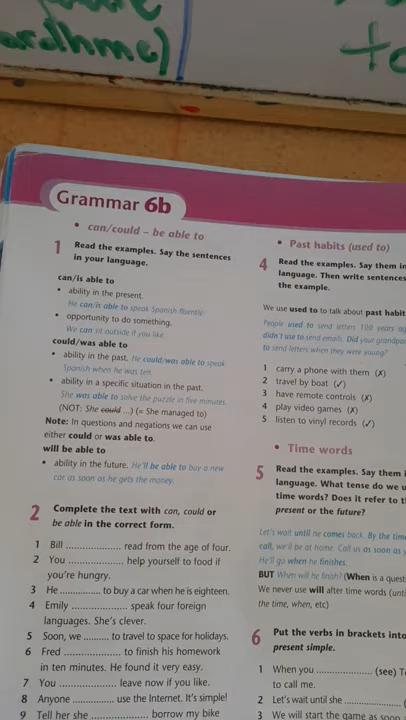 Grammar 6b
• can/could – be able to
1 Read the examples. Say the sentences
in your language.
can/is able to
• ability in the present.
He can/is able to speak Spanish fluently.
• opportunity to do something.
We can sit outside if you like.
could/was able to
• ability in the past. He could/was able to speak
Spanish when he was ten.
• ability in a specific situation in the past.
She was able to solve the puzzle in five minutes.
(NOT: She could ...) (= She managed to)
Note: In questions and negations we can use
either could or was able to.
will be able to
• ability in the future. He'll be able to buy a new
car as soon as he gets the money.
2 Complete the text with can, could or
be able in the correct form.
1 Bill .................... read from the age of four.
2 You .................... help yourself to food if
you're hungry.
3 He ............... to buy a car when he is eighteen.
4 Emily .................... speak four foreign
languages. She's clever.
5 Soon, we .......... to travel to space for holidays.
6 Fred ................ to finish his homework
in ten minutes. He found it very easy.
7 You .................... leave now if you like.
8 Anyone .............. use the Internet. It's simple!
9 Tell her she .................... borrow my bike
• Past habits (used to)
4 Read the examples. Say them in
language. Then write sentences
the example.
We use used to to talk about past habit
People used to send letters 100 years ag
didn't use to send emails. Did your grandpar
to send letters when they were young?
1 carry a phone with them (✗)
2 travel by boat (✓)
3 have remote controls (✗)
4 play video games (✗)
5 listen to vinyl records (✓)
• Time words
5 Read the examples. Say them i
language. What tense do we u
time words? Does it refer to t
present or the future?
Let's wait until he comes back. By the time
call, we'll be at home. Call us as soon as y
He'll go when he finishes.
BUT When will he finish? (When is a quest
We never use will after time words (unti
the time, when, etc)
6 Put the verbs in brackets into
present simple.
1 When you .................... (see) T
to call me.
2 Let's wait until she ....................
3 We will start the game as soon